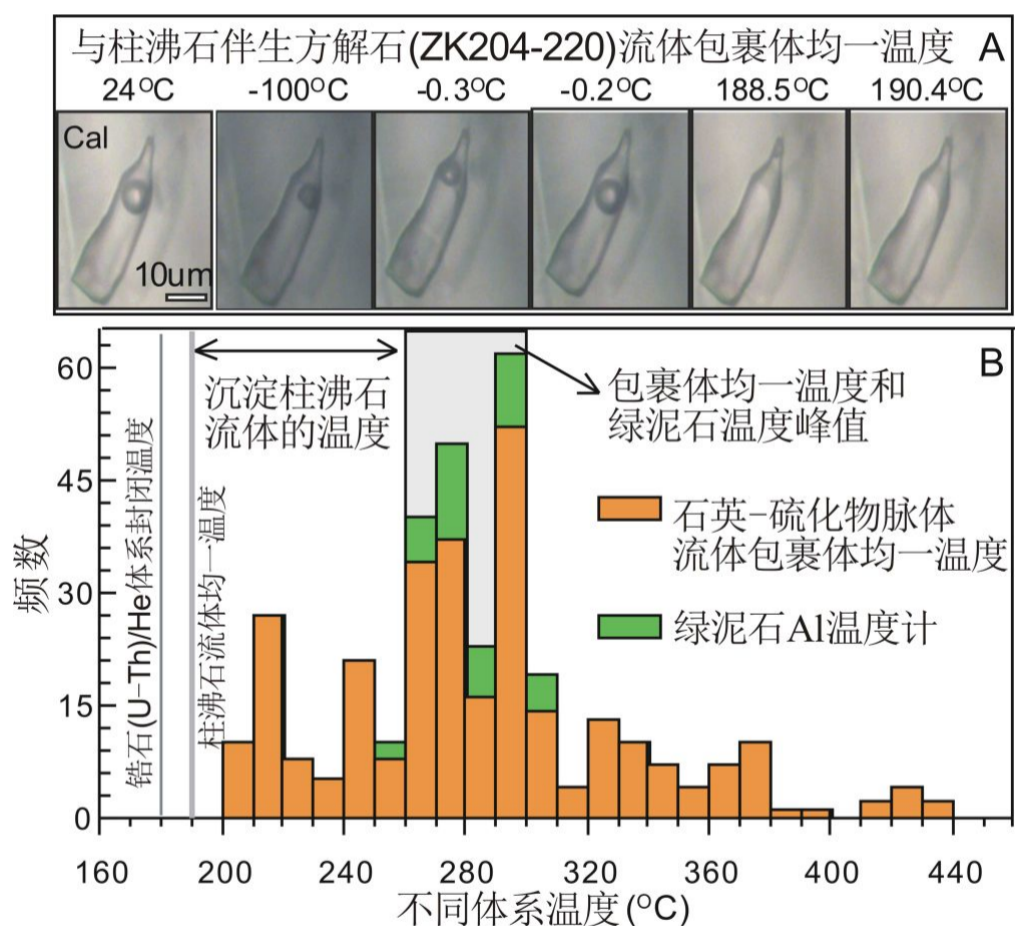 与柱沸石伴生方解石(ZK204-220)流体包裹体均一温度 A
24°C -100°C -0.3°C -0.2°C 188.5°C 190.4°C
Cal
10um
B
沉淀柱沸石
流体的温度
包裹体均一温度和
绿泥石温度峰值
锆石(U-Th)/He体系封闭温度
柱沸石流体均一温度
石英-硫化物脉体
流体包裹体均一温度
绿泥石Al温度计
频数
60
45
30
15
0
160 200 240 280 320 360 400 440
不同体系温度(°C)